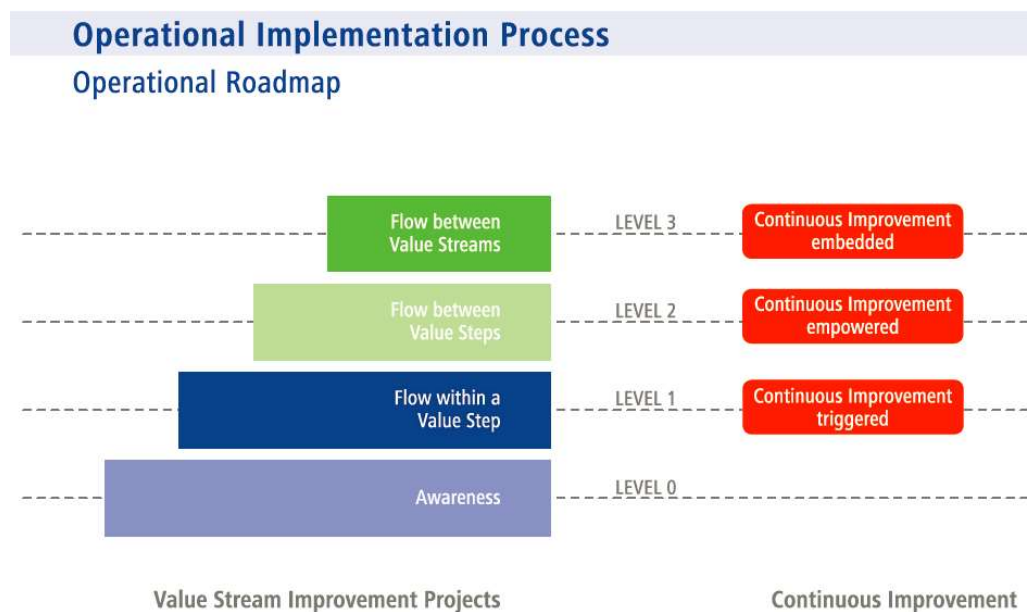 Operational Implementation Process
Operational Roadmap
Flow between
Value Streams
LEVEL 3
Continuous Improvement
embedded
Flow between
Value Steps
LEVEL 2
Continuous Improvement
empowered
Flow within a
Value Step
LEVEL 1
Continuous Improvement
triggered
Awareness
LEVEL 0
Value Stream Improvement Projects
Continuous Improvement